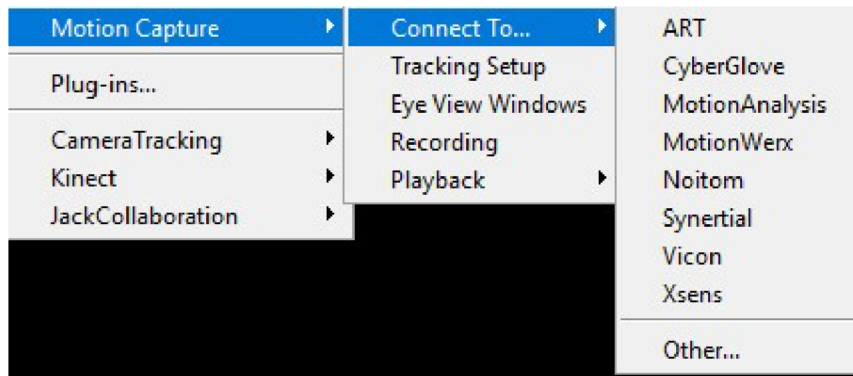 Motion Capture
Plug-ins...
CameraTracking
Kinect
JackCollaboration
Connect To...
Tracking Setup
Eye View Windows
Recording
Playback
ART
CyberGlove
MotionAnalysis
MotionWerx
Noitom
Synertial
Vicon
Xsens
Other...